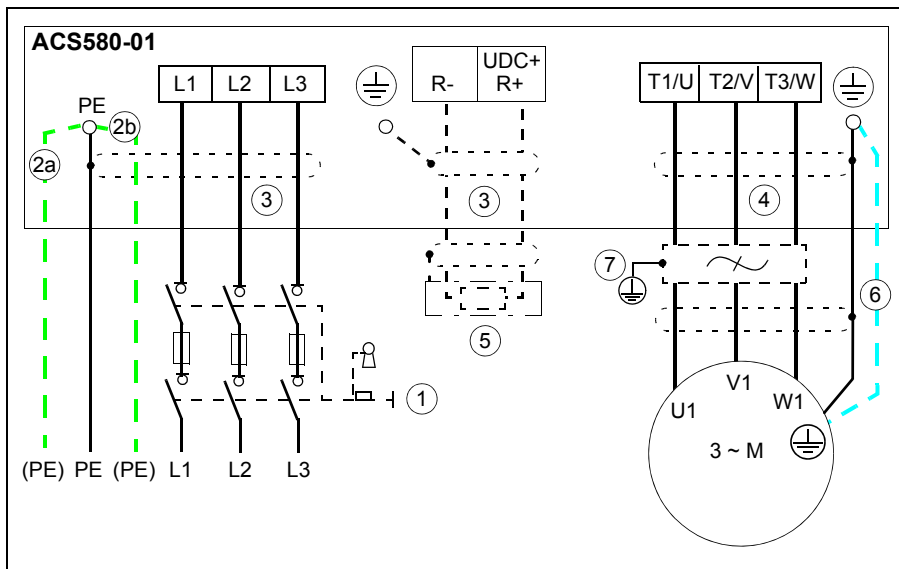 ACS580-01
L1 L2 L3
R- UDC+ R+
T1/U T2/V T3/W
PE
2a
2b
3
3
4
7
6
5
1
U1
V1
W1
3 ~ M
(PE) PE (PE) L1 L2 L3